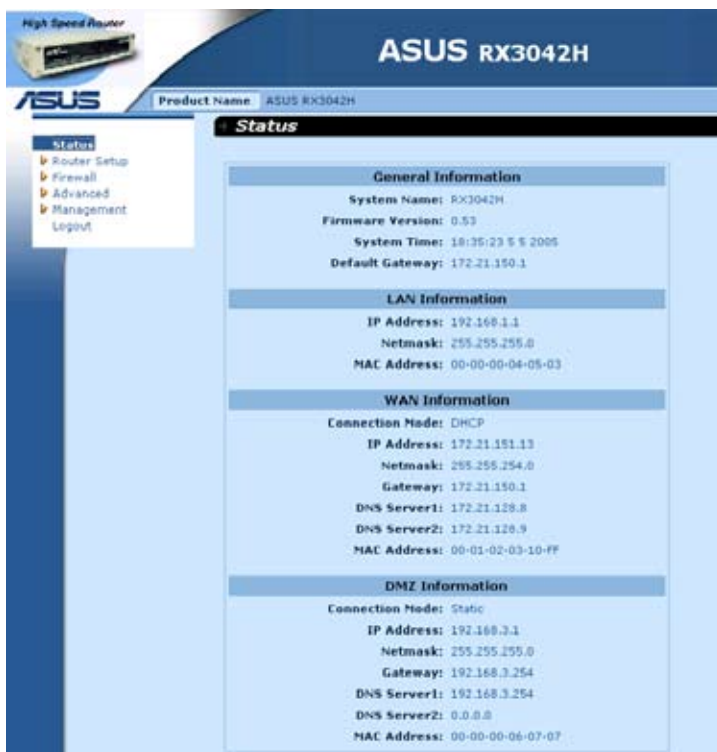 High Speed Router
ASUS RX3042H
ASUS
Product Name ASUS RX3042H
Status
Status
Router Setup
Firewall
Advanced
Management
Logout
General Information
System Name: RX3042H
Firmware Version: 0.53
System Time: 18:35:23 5 5 2005
Default Gateway: 172.21.150.1
LAN Information
IP Address: 192.168.1.1
Netmask: 255.255.255.0
MAC Address: 00-00-00-04-05-03
WAN Information
Connection Mode: DHCP
IP Address: 172.21.151.13
Netmask: 255.255.254.0
Gateway: 172.21.150.1
DNS Server1: 172.21.128.8
DNS Server2: 172.21.128.9
MAC Address: 00-01-02-03-10-FF
DMZ Information
Connection Mode: Static
IP Address: 192.168.3.1
Netmask: 255.255.255.0
Gateway: 192.168.3.254
DNS Server1: 192.168.3.254
DNS Server2: 0.0.0.0
MAC Address: 00-00-00-06-07-07